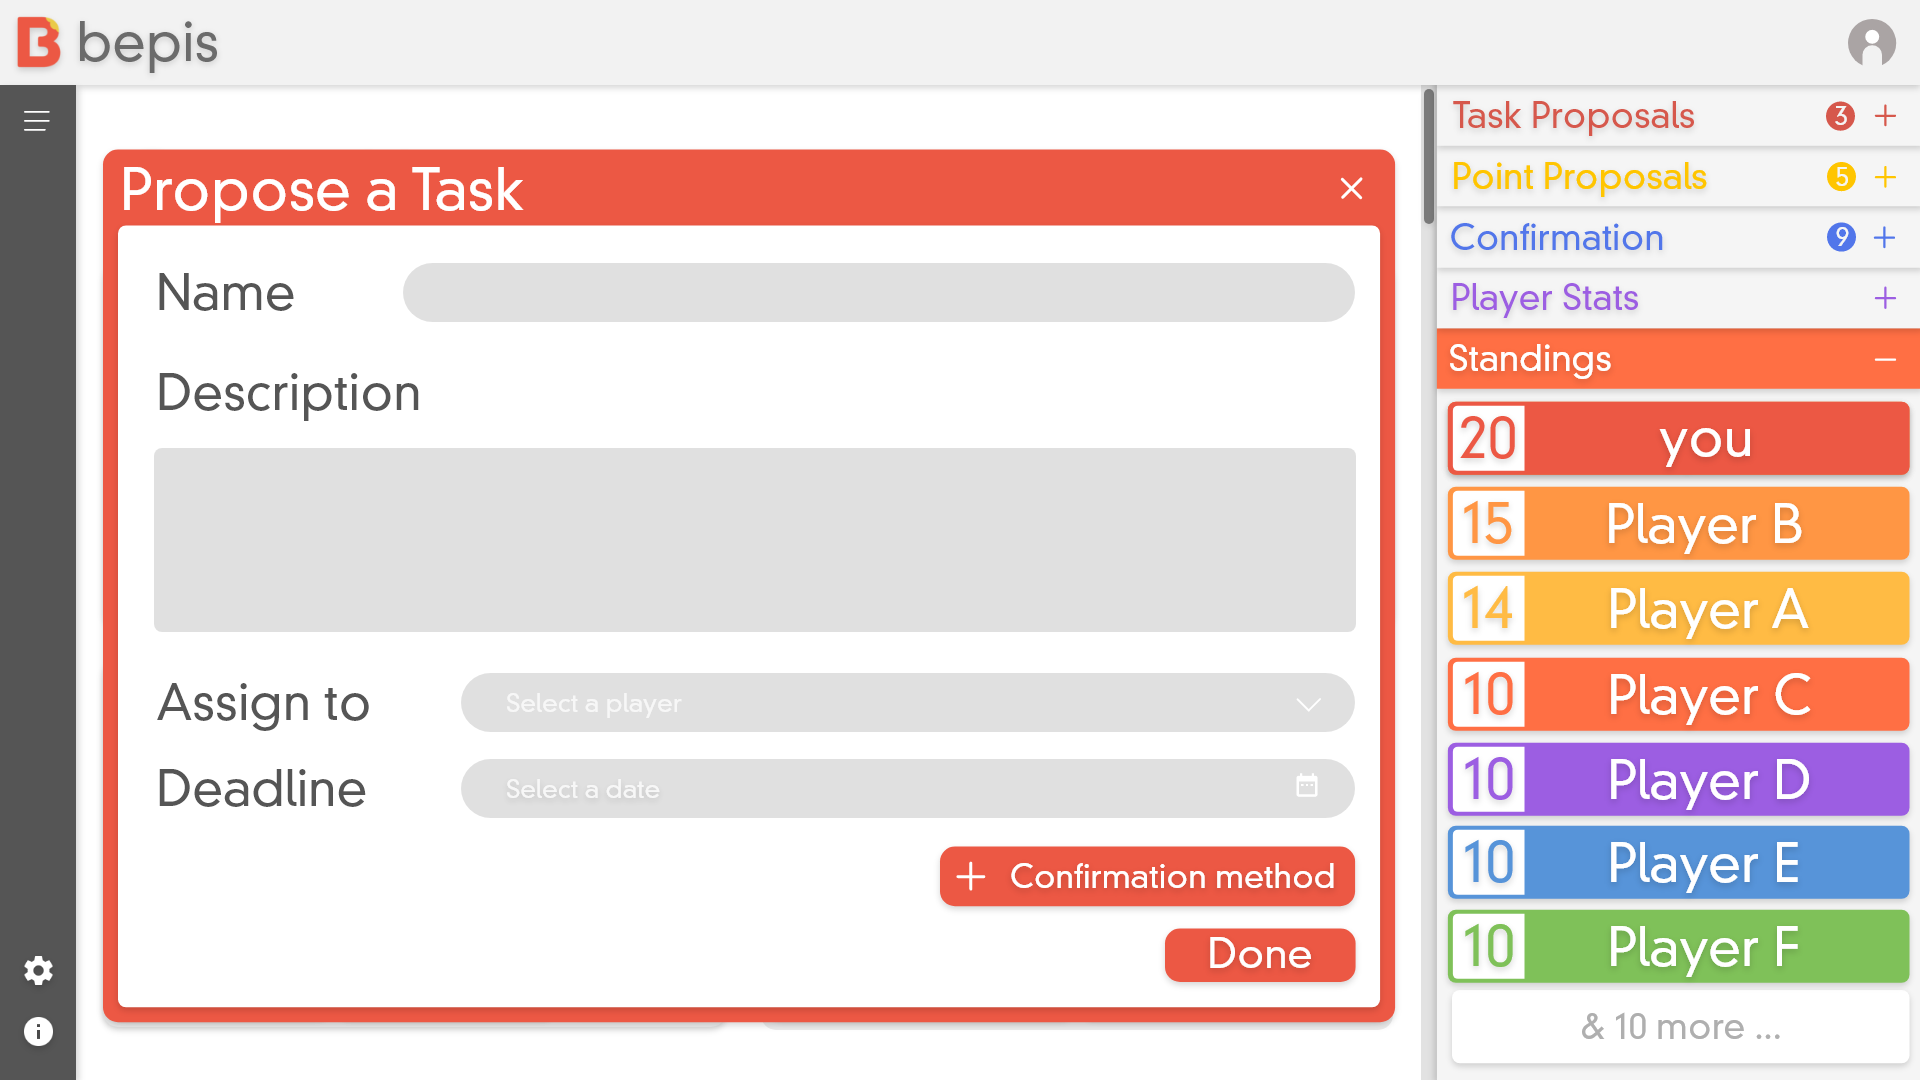 bepis
Propose a Task
Name
Description
Assign to
Select a player
Deadline
Select a date
Confirmation method
Done
Task Proposals 3
Point Proposals 5
Confirmation 9
Player Stats
Standings
20 you
15 Player B
14 Player A
10 Player C
10 Player D
10 Player E
10 Player F
& 10 more ...